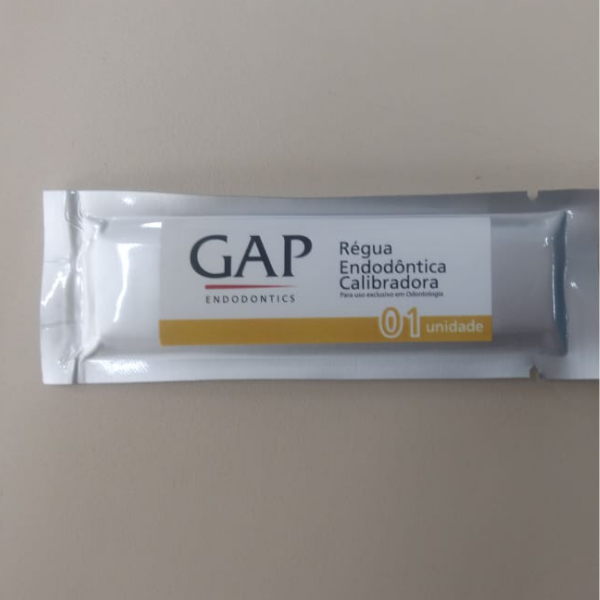 GAP
ENDODONTICS
Régua
Endodôntica
Calibradora
Para uso exclusivo em Odontologia
01 unidade